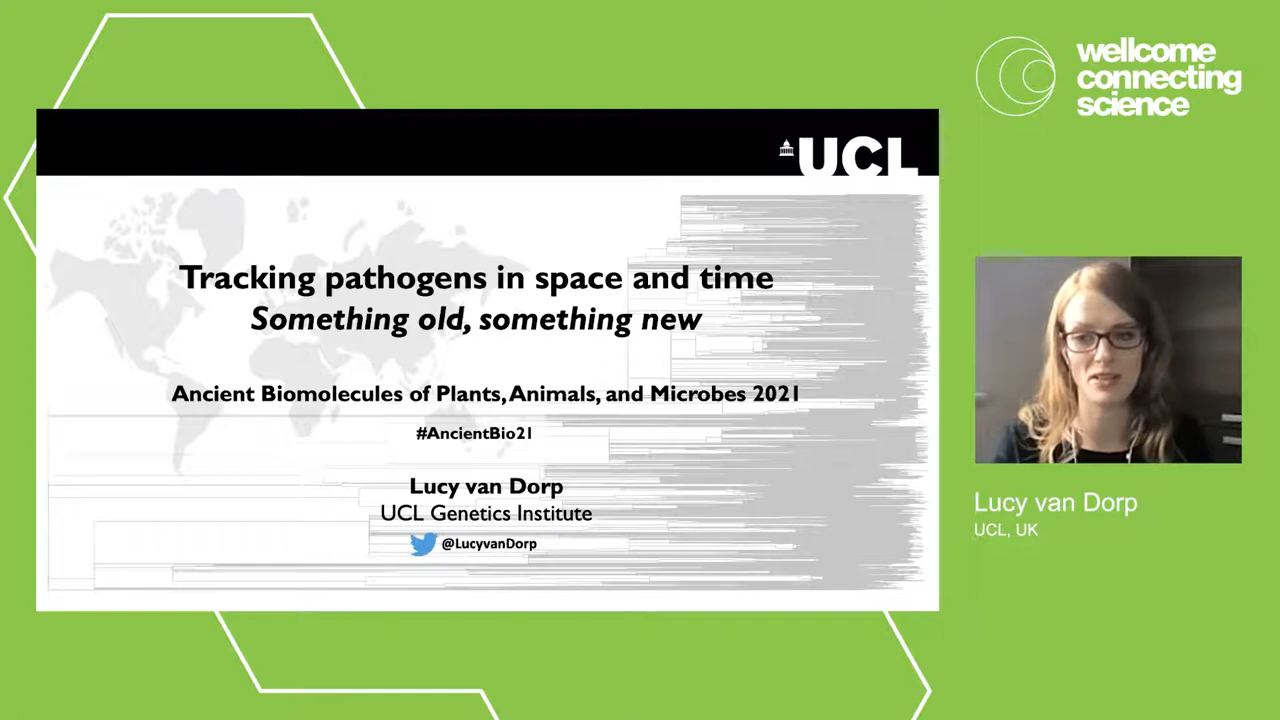 wellcome
connecting
science
UCL
Tracking pathogens in space and time
Something old, something new
Ancient Biomolecules of Plants, Animals, and Microbes 2021
#AncientBio21
Lucy van Dorp
UCL Genetics Institute
@LucyvanDorp
Lucy van Dorp
UCL, UK